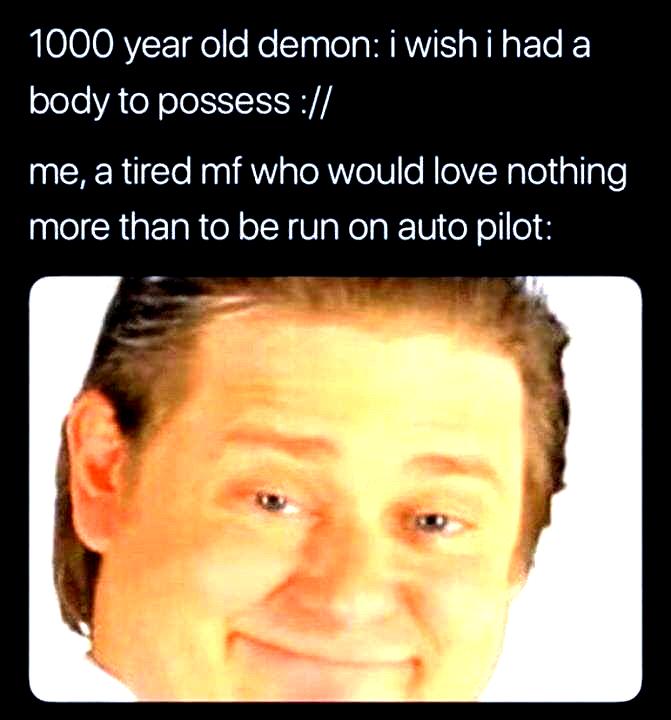 1000 year old demon: i wish i had a
body to possess ://
me, a tired mf who would love nothing
more than to be run on auto pilot: